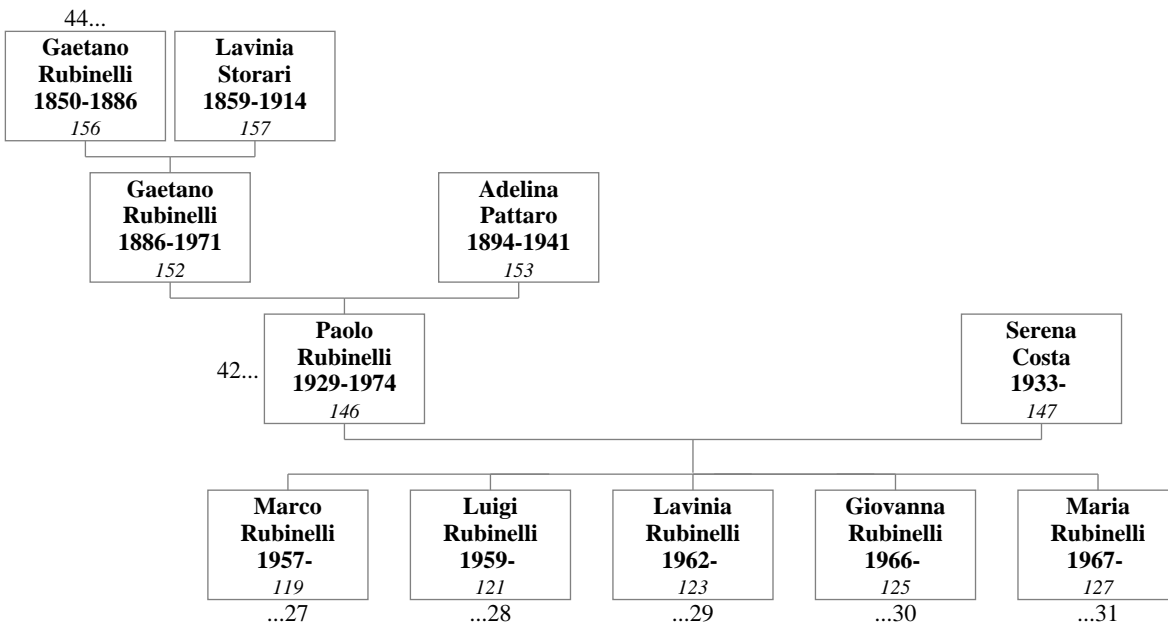 44...
Gaetano
Rubinelli
1850-1886
156
Lavinia
Storari
1859-1914
157
Gaetano
Rubinelli
1886-1971
152
Adelina
Pattaro
1894-1941
153
42...
Paolo
Rubinelli
1929-1974
146
Serena
Costa
1933-
147
Marco
Rubinelli
1957-
119
...27
Luigi
Rubinelli
1959-
121
...28
Lavinia
Rubinelli
1962-
123
...29
Giovanna
Rubinelli
1966-
125
...30
Maria
Rubinelli
1967-
127
...31